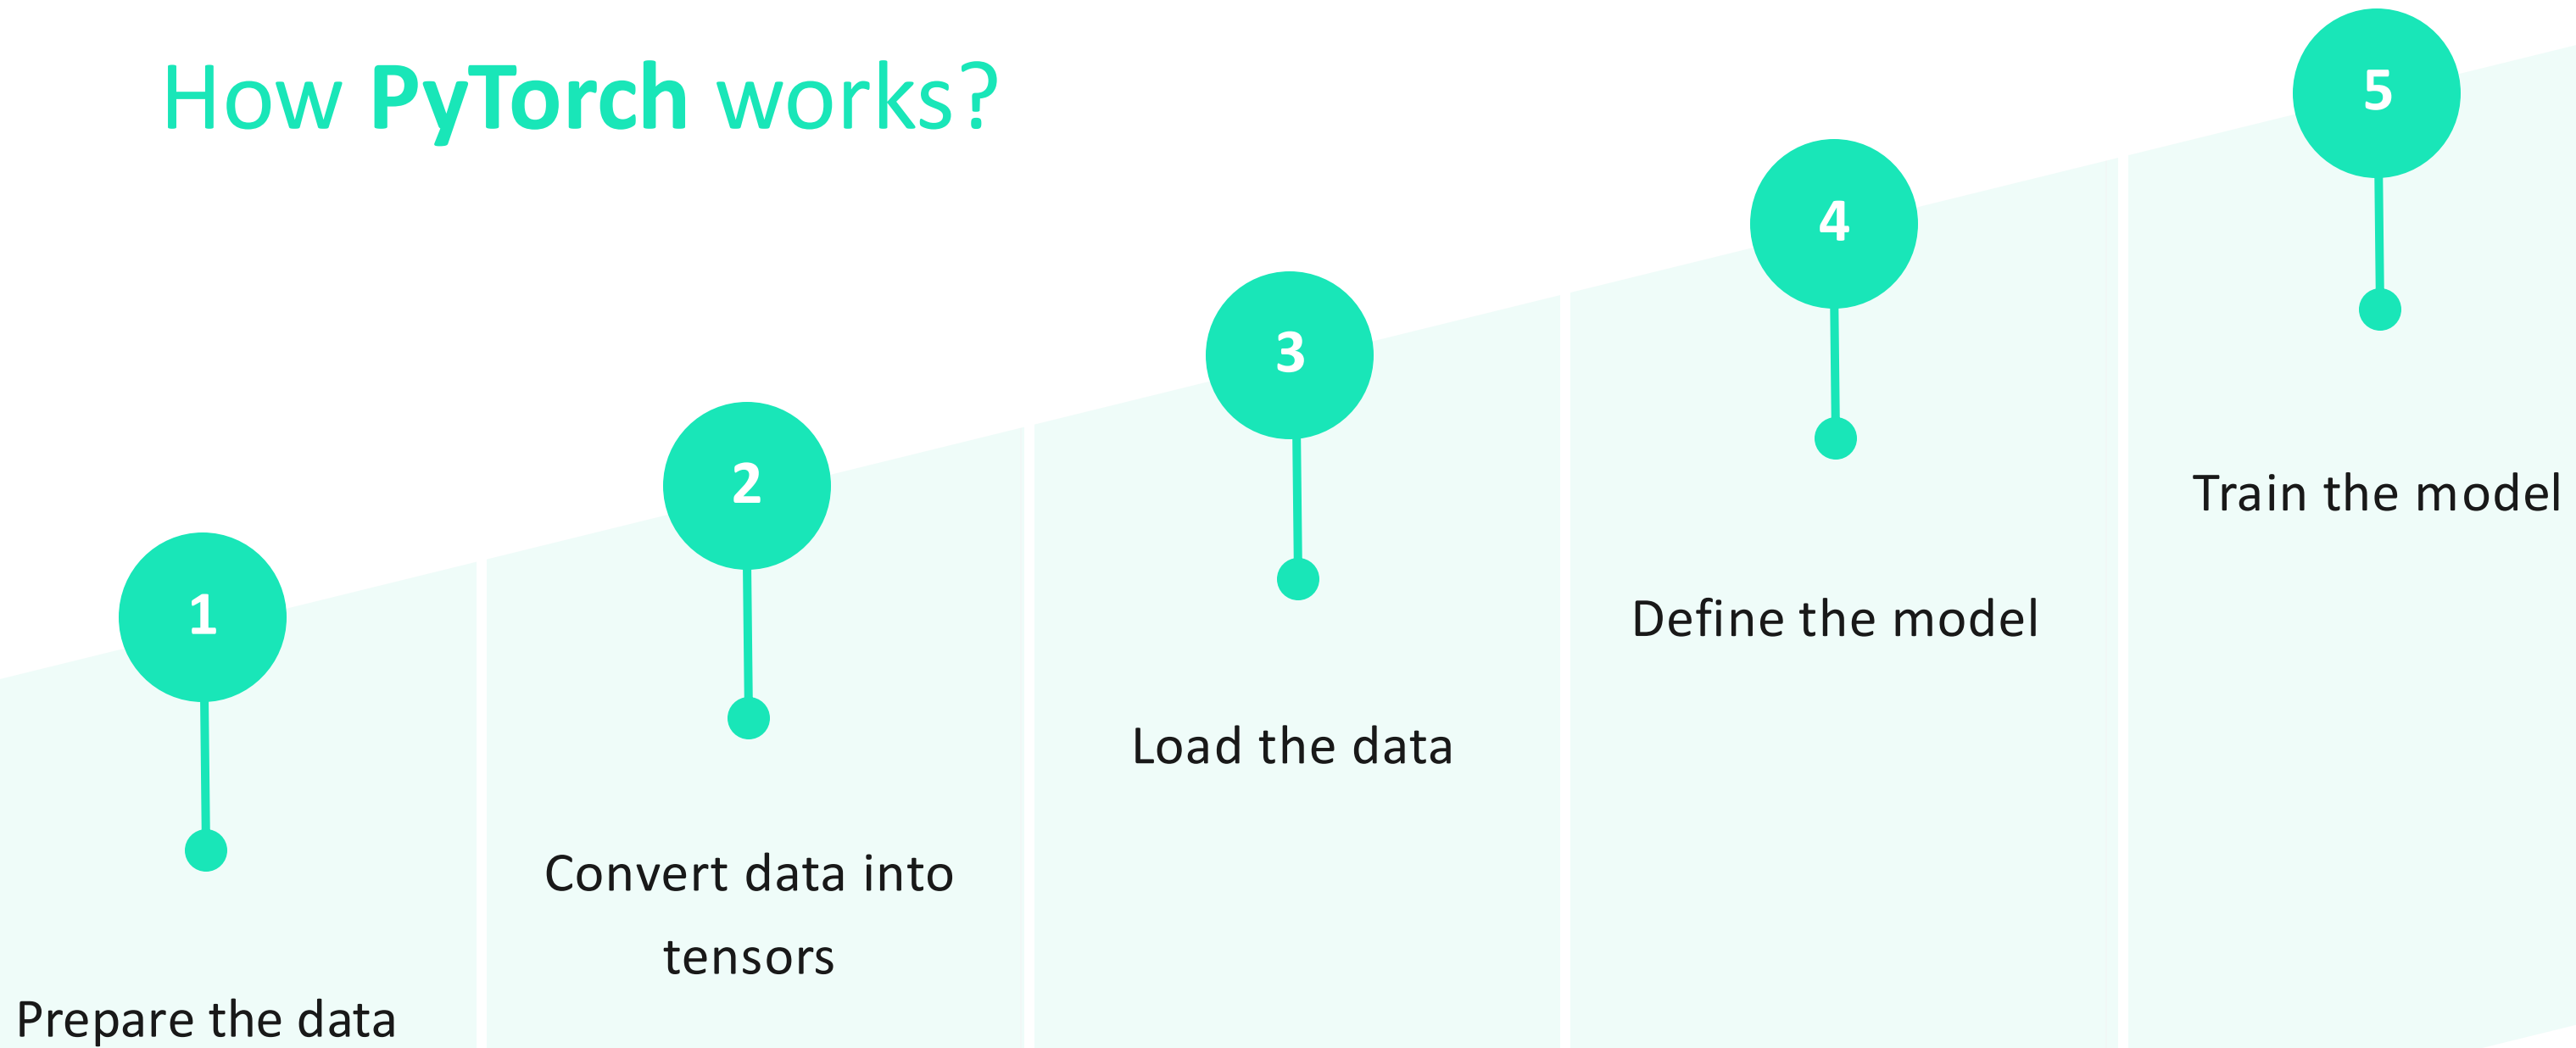 How PyTorch works?
1
Prepare the data
2
Convert data into
tensors
3
Load the data
4
Define the model
5
Train the model